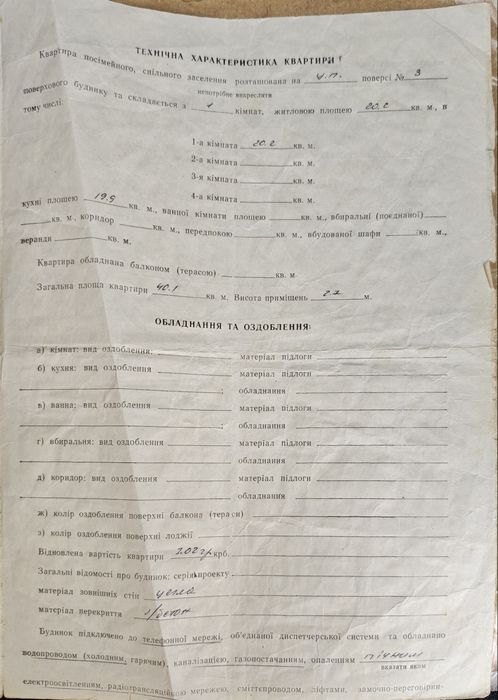 ТЕХНІЧНА ХАРАКТЕРИСТИКА КВАРТИРИ
Квартира посімейного, спільного заселення розташована на ц.п. поверсі № 3
непотрібне викреслити
поверхового будинку та складається з 1 кімнат, житловою площею 20.2 кв. м., в
тому числі:
1-а кімната 20.2 кв. м.
2-а кімната кв. м.
3-я кімната кв. м.
4-а кімната кв. м.
кухні площею 19.9 кв. м., ванної кімнати площею кв. м., вбиральні (поєднаної)
кв. м., коридор кв. м., передпокою кв. м., вбудованої шафи кв. м.,
веранди кв. м.
Квартира обладнана балконом (терасою) кв. м
Загальна площа квартири 40.1 кв. м. Висота приміщень 2.2 м.
ОБЛАДНАННЯ ТА ОЗДОБЛЕННЯ:
а) кімнат: вид оздоблення: матеріал підлоги
б) кухня: вид оздоблення матеріал підлоги
; обладнання
в) ванна; вид оздоблення матеріал підлоги
; обладнання
г) вбиральня: вид оздоблення матеріал підлоги
обладнання
д) коридор: вид оздоблення матеріал підлоги
обладнання
ж) колір оздоблення поверхні балкона (тераси)
з) колір оздоблення поверхні лоджії
Відновлена вартість квартири крб.
Загальні відомості про будинок: серія проекту
матеріал зовнішніх стін цегла
матеріал перекриття з/бетон
Будинок підключено до телефонної мережі, об'єднаної диспетчерської системи та обладнано
водопроводом (холодним, гарячим), каналізацією, газопостачанням, опаленням пічним
вказати яким
електроосвітленням, радіотрансляційною мережею, сміттєпроводом, ліфтами, замочно-переговорин-